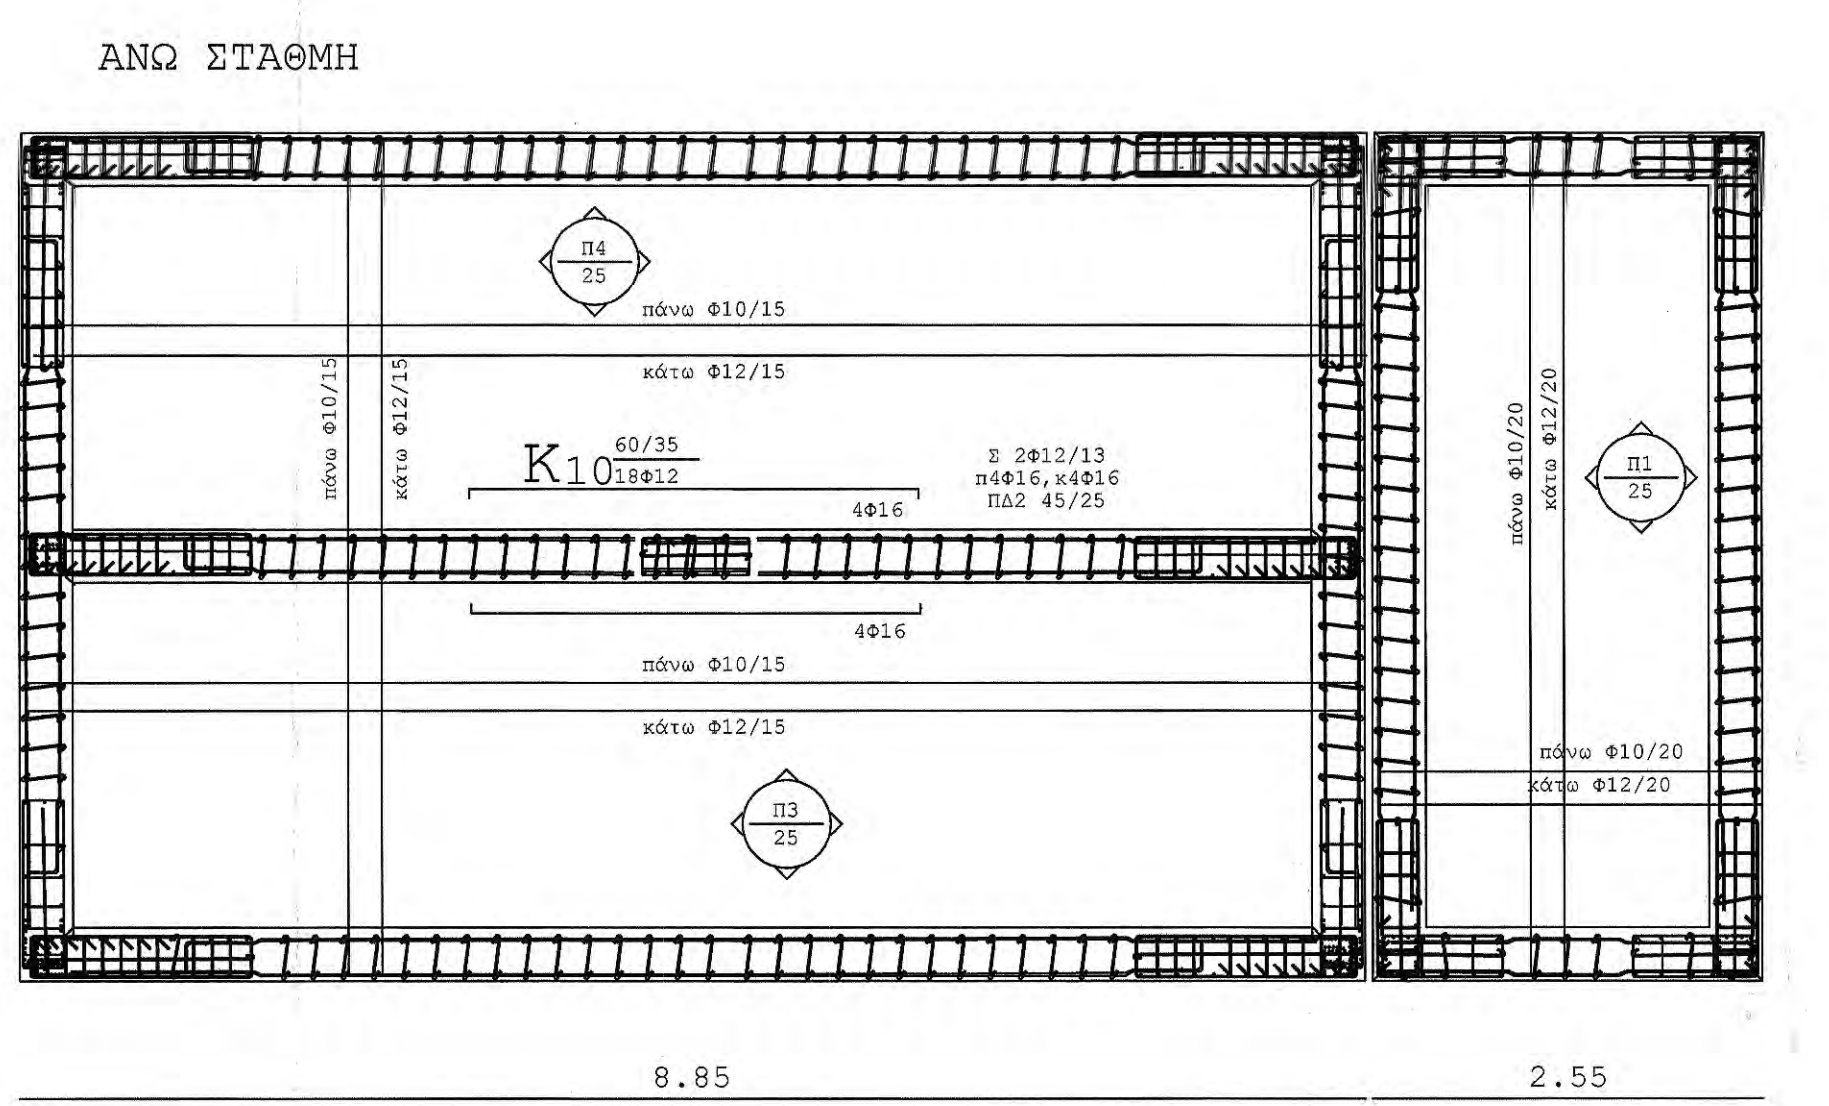 ΑΝΩ ΣΤΑΘΜΗ
Π4
25
πάνω Φ10/15
κάτω Φ12/15
πάνω Φ10/15
κάτω Φ12/15
K10 60/35
18Φ12
4Φ16
Σ 2Φ12/13
π4Φ16,κ4Φ16
ΠΔ2 45/25
4Φ16
πάνω Φ10/15
κάτω Φ12/15
Π3
25
πάνω Φ10/20
κάτω Φ12/20
Π1
25
πάνω Φ10/20
κάτω Φ12/20
8.85
2.55